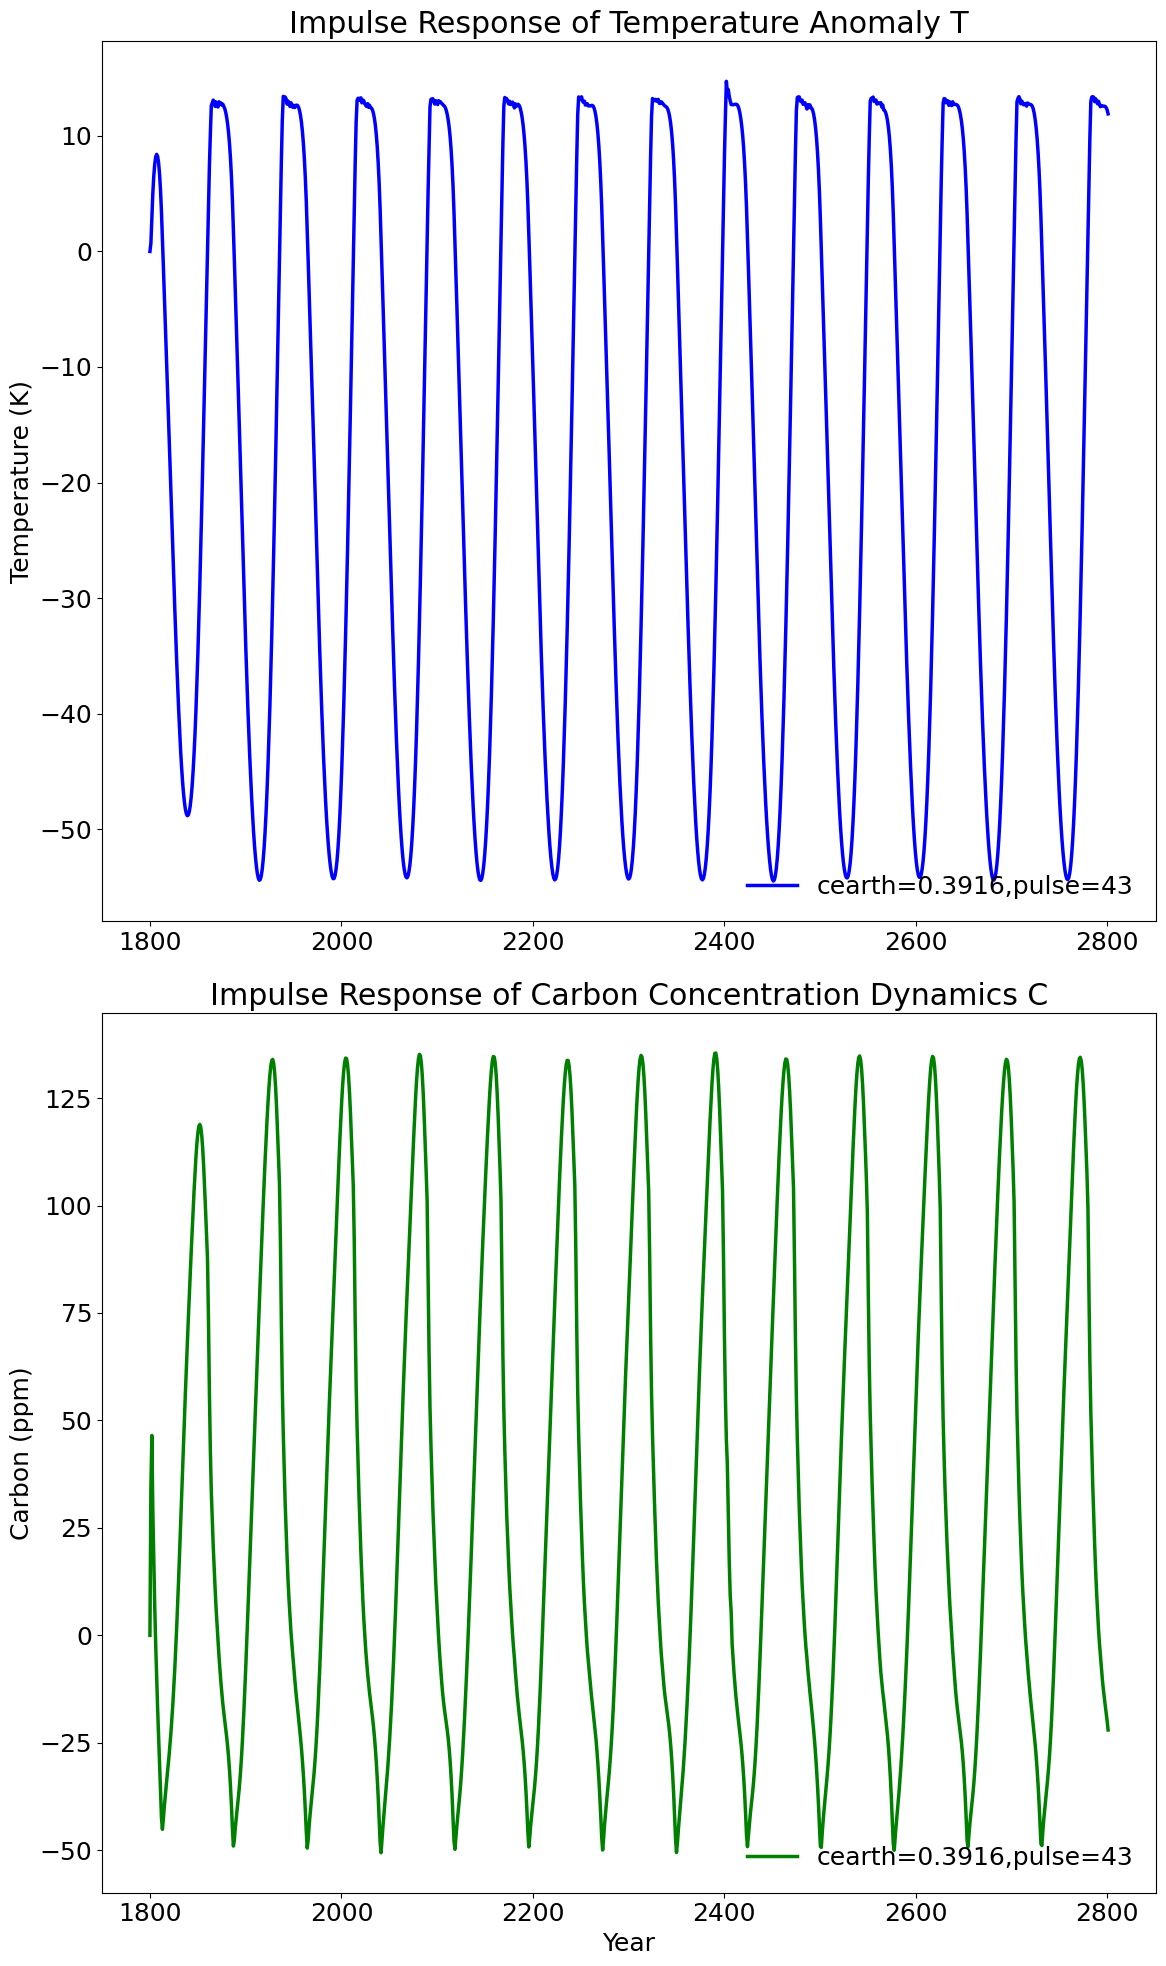 Impulse Response of Temperature Anomaly T
10
0
−10
−20
−30
−40
−50
Temperature (K)
cearth=0.3916,pulse=43
1800 2000 2200 2400 2600 2800
Impulse Response of Carbon Concentration Dynamics C
125
100
75
50
25
0
−25
−50
Carbon (ppm)
cearth=0.3916,pulse=43
1800 2000 2200 2400 2600 2800
Year